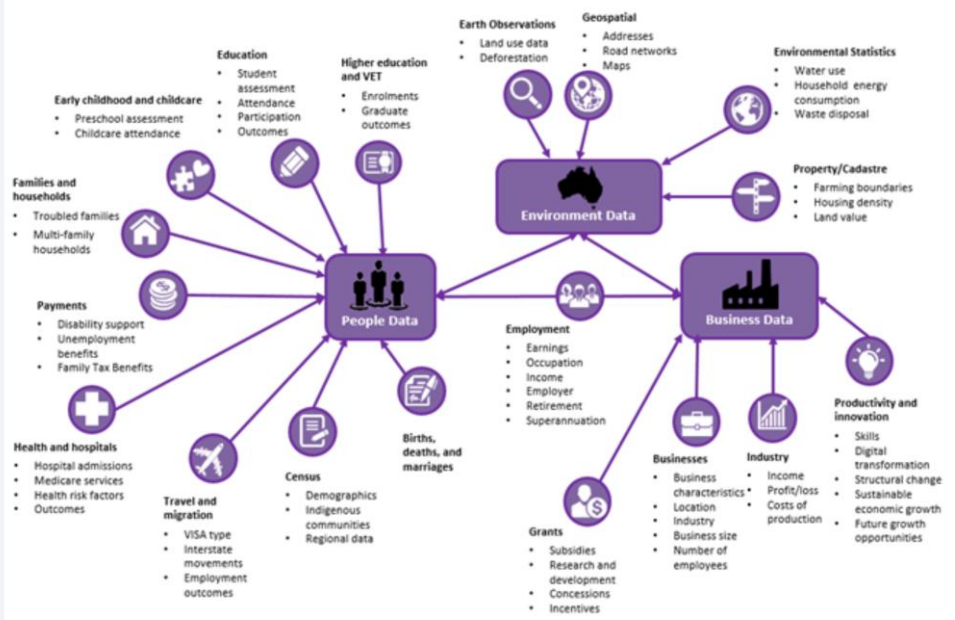 Earth Observations
• Land use data
• Deforestation
Geospatial
• Addresses
• Road networks
• Maps
Environmental Statistics
• Water use
• Household energy
consumption
• Waste disposal
Property/Cadastre
• Farming boundaries
• Housing density
• Land value
Education
• Student
assessment
• Attendance
• Participation
• Outcomes
Higher education
and VET
• Enrolments
• Graduate
outcomes
Early childhood and childcare
• Preschool assessment
• Childcare attendance
Families and
households
• Troubled families
• Multi-family
households
Environment Data
People Data
Business Data
Payments
• Disability support
• Unemployment
benefits
• Family Tax Benefits
Employment
• Earnings
• Occupation
• Income
• Employer
• Retirement
• Superannuation
Health and hospitals
• Hospital admissions
• Medicare services
• Health risk factors
• Outcomes
Travel and
migration
• VISA type
• Interstate
movements
• Employment
outcomes
Census
• Demographics
• Indigenous
communities
• Regional data
Births,
deaths, and
marriages
Grants
• Subsidies
• Research and
development
• Concessions
• Incentives
Businesses
• Business
characteristics
• Location
• Industry
• Business size
• Number of
employees
Industry
• Income
• Profit/loss
• Costs of
production
Productivity and
innovation
• Skills
• Digital
transformation
• Structural change
• Sustainable
economic growth
• Future growth
opportunities